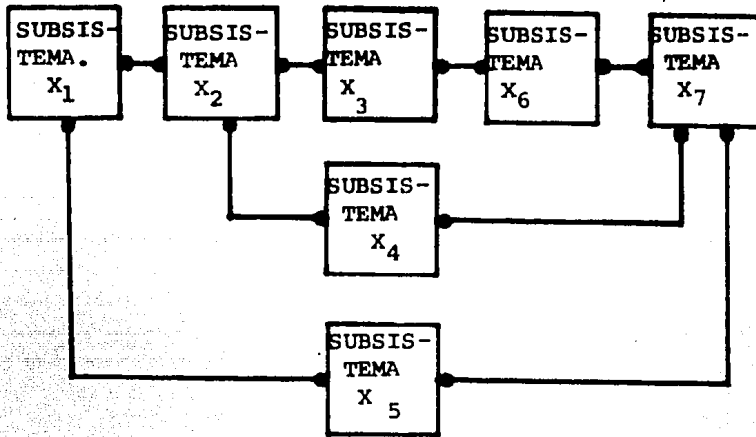 SUBSIS-
TEMA.
X1
SUBSIS-
TEMA
X2
SUBSIS-
TEMA
X3
SUBSIS-
TEMA
X6
SUBSIS-
TEMA
X7
SUBSIS-
TEMA
X4
SUBSIS-
TEMA
X5